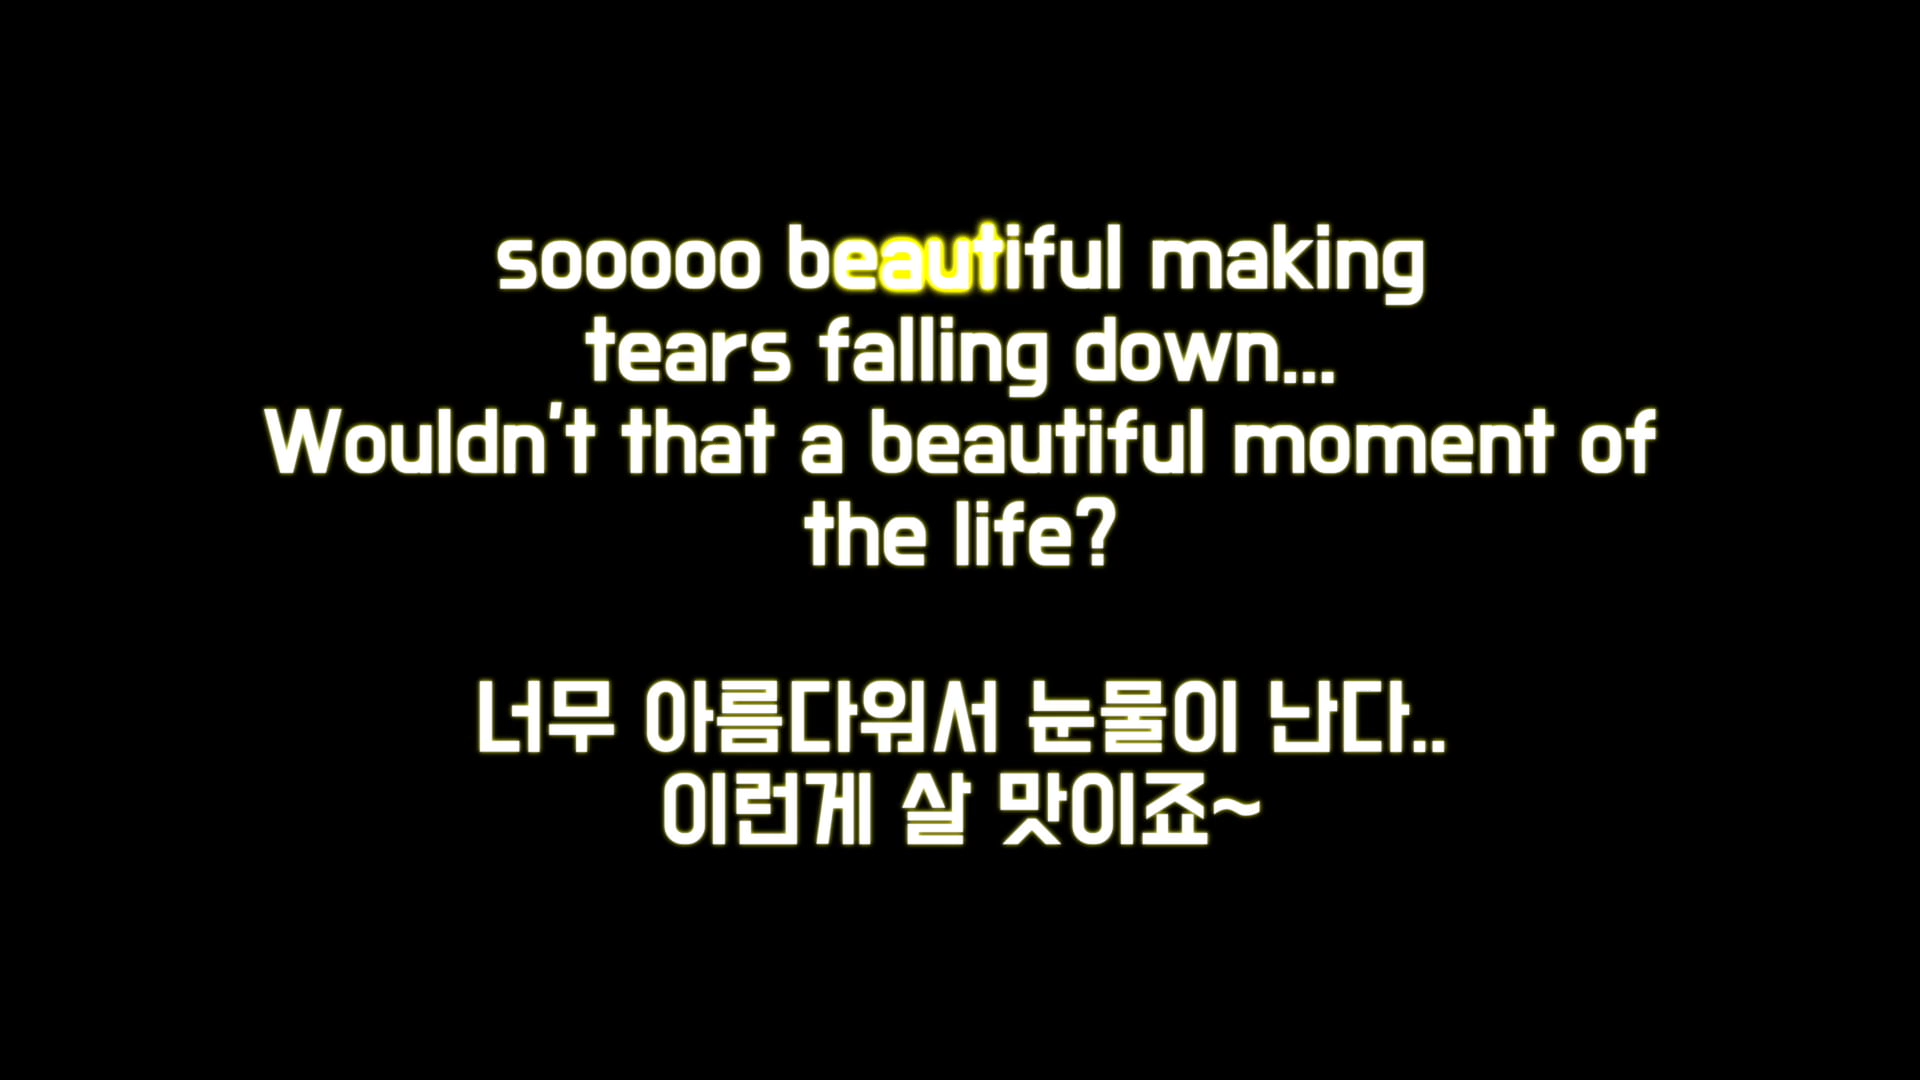 sooooo beautiful making
tears falling down...
Wouldn't that a beautiful moment of
the life?
너무 아름다워서 눈물이 난다..
이런게 살 맛이죠~